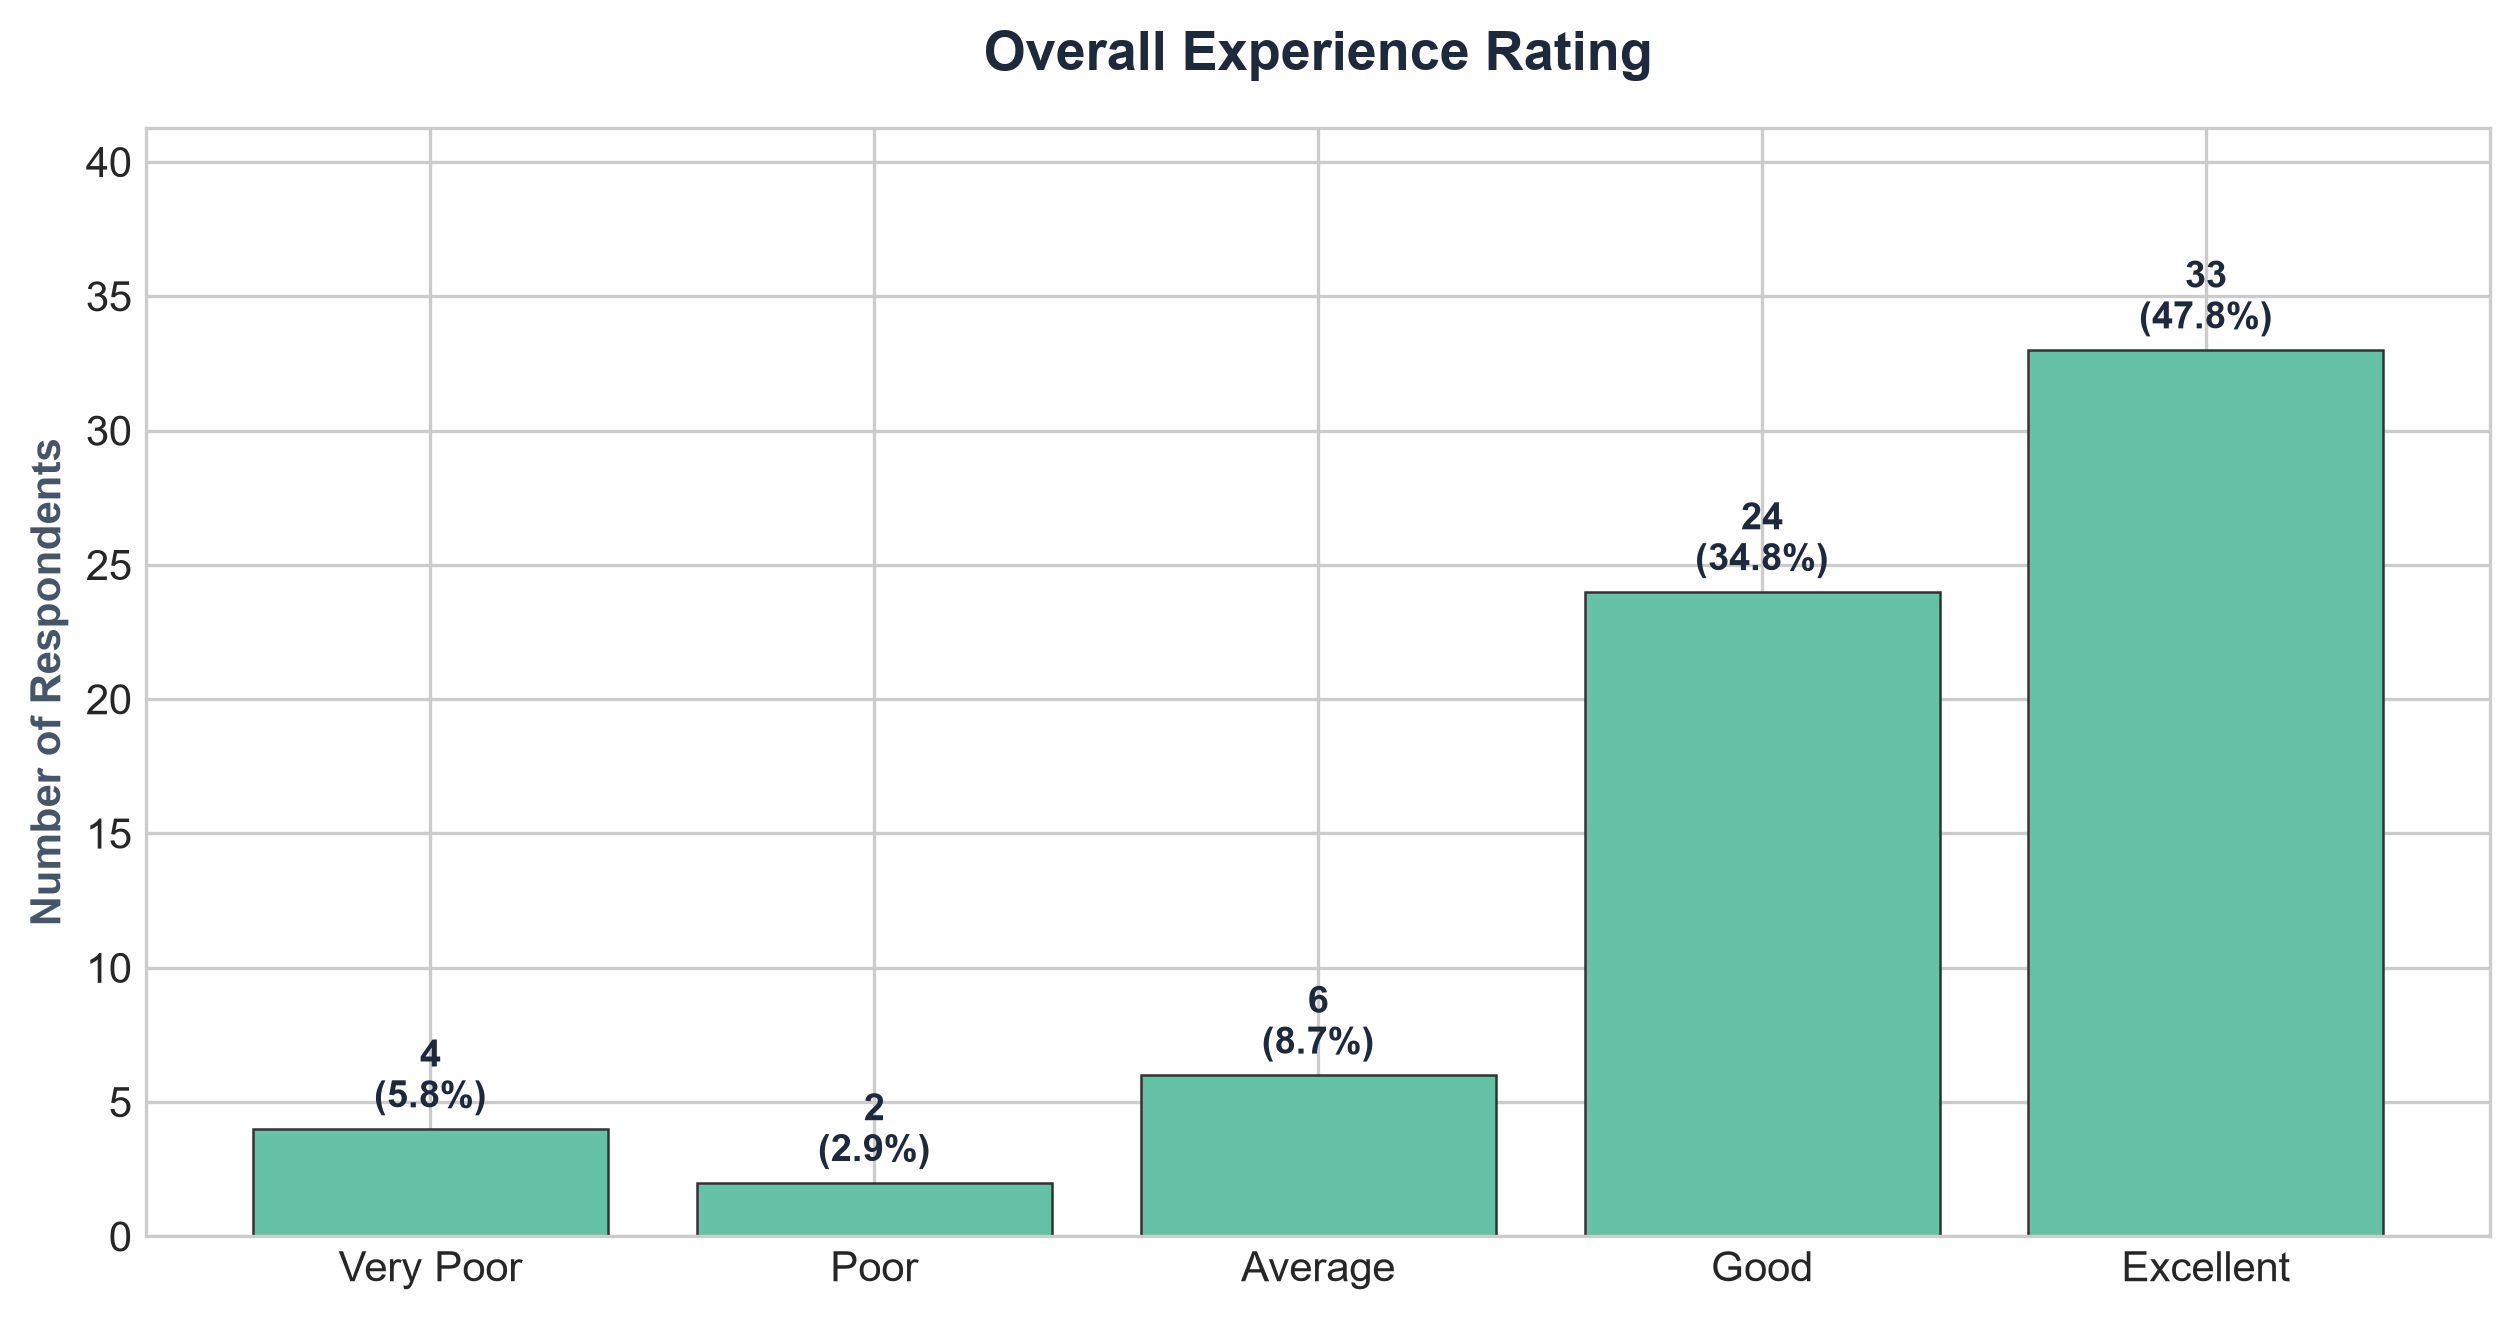 Overall Experience Rating
Number of Respondents
40
35
30
25
20
15
10
5
0
4
(5.8%)
2
(2.9%)
6
(8.7%)
24
(34.8%)
33
(47.8%)
Very Poor
Poor
Average
Good
Excellent